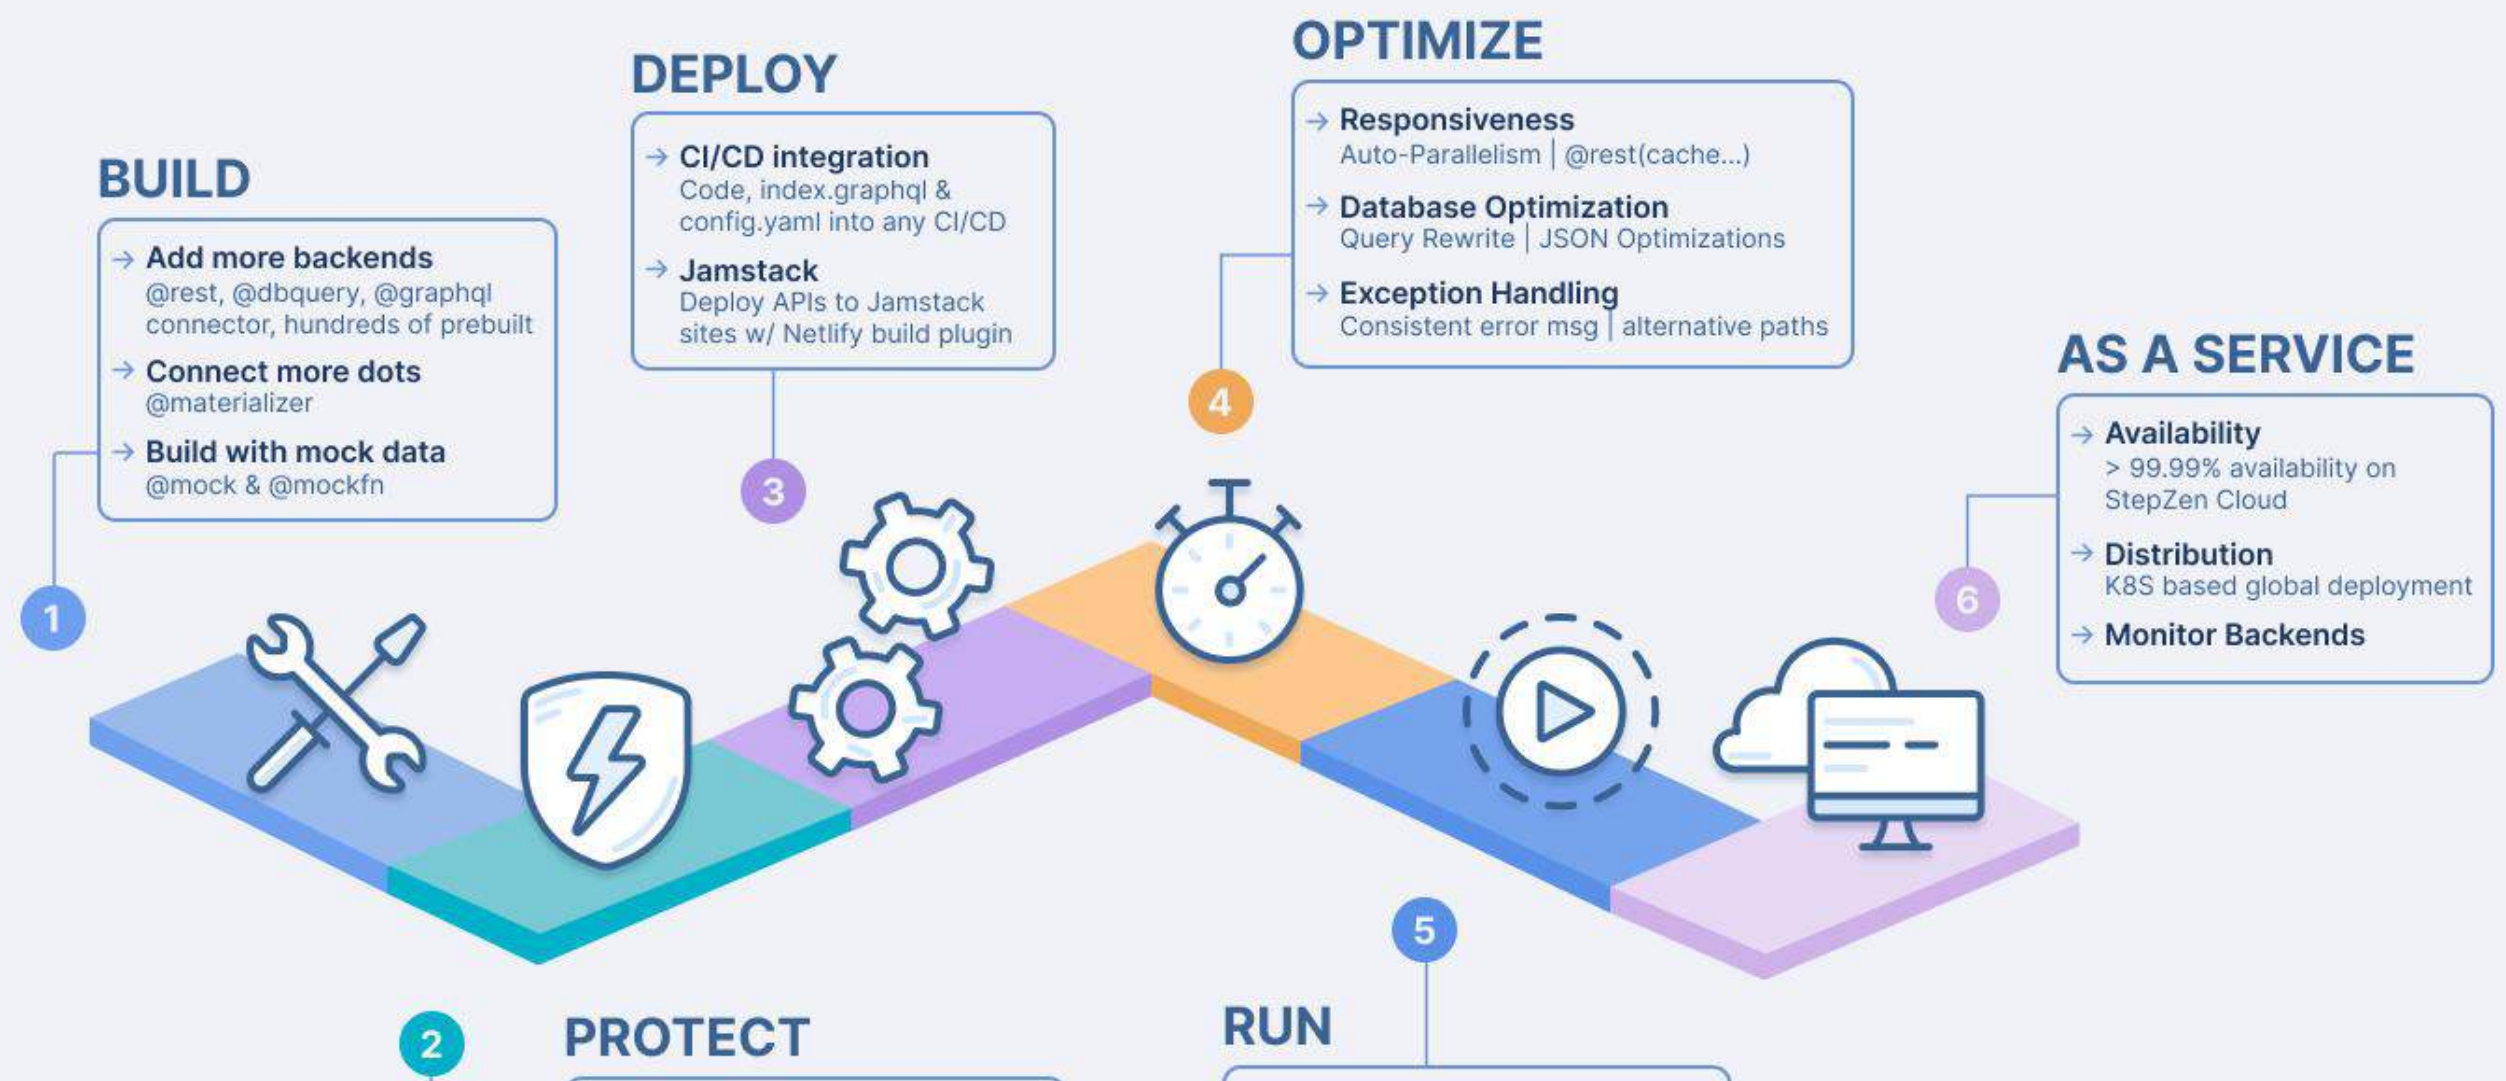 BUILD
→ Add more backends
@rest, @dbquery, @graphql
connector, hundreds of prebuilt
→ Connect more dots
@materializer
→ Build with mock data
@mock & @mockfn
1
DEPLOY
→ CI/CD integration
Code, index.graphql &
config.yaml into any CI/CD
→ Jamstack
Deploy APIs to Jamstack
sites w/ Netlify build plugin
3
OPTIMIZE
→ Responsiveness
Auto-Parallelism | @rest(cache...)
→ Database Optimization
Query Rewrite | JSON Optimizations
→ Exception Handling
Consistent error msg | alternative paths
4
AS A SERVICE
→ Availability
> 99.99% availability on
StepZen Cloud
→ Distribution
K8S based global deployment
→ Monitor Backends
6
2
PROTECT
5
RUN